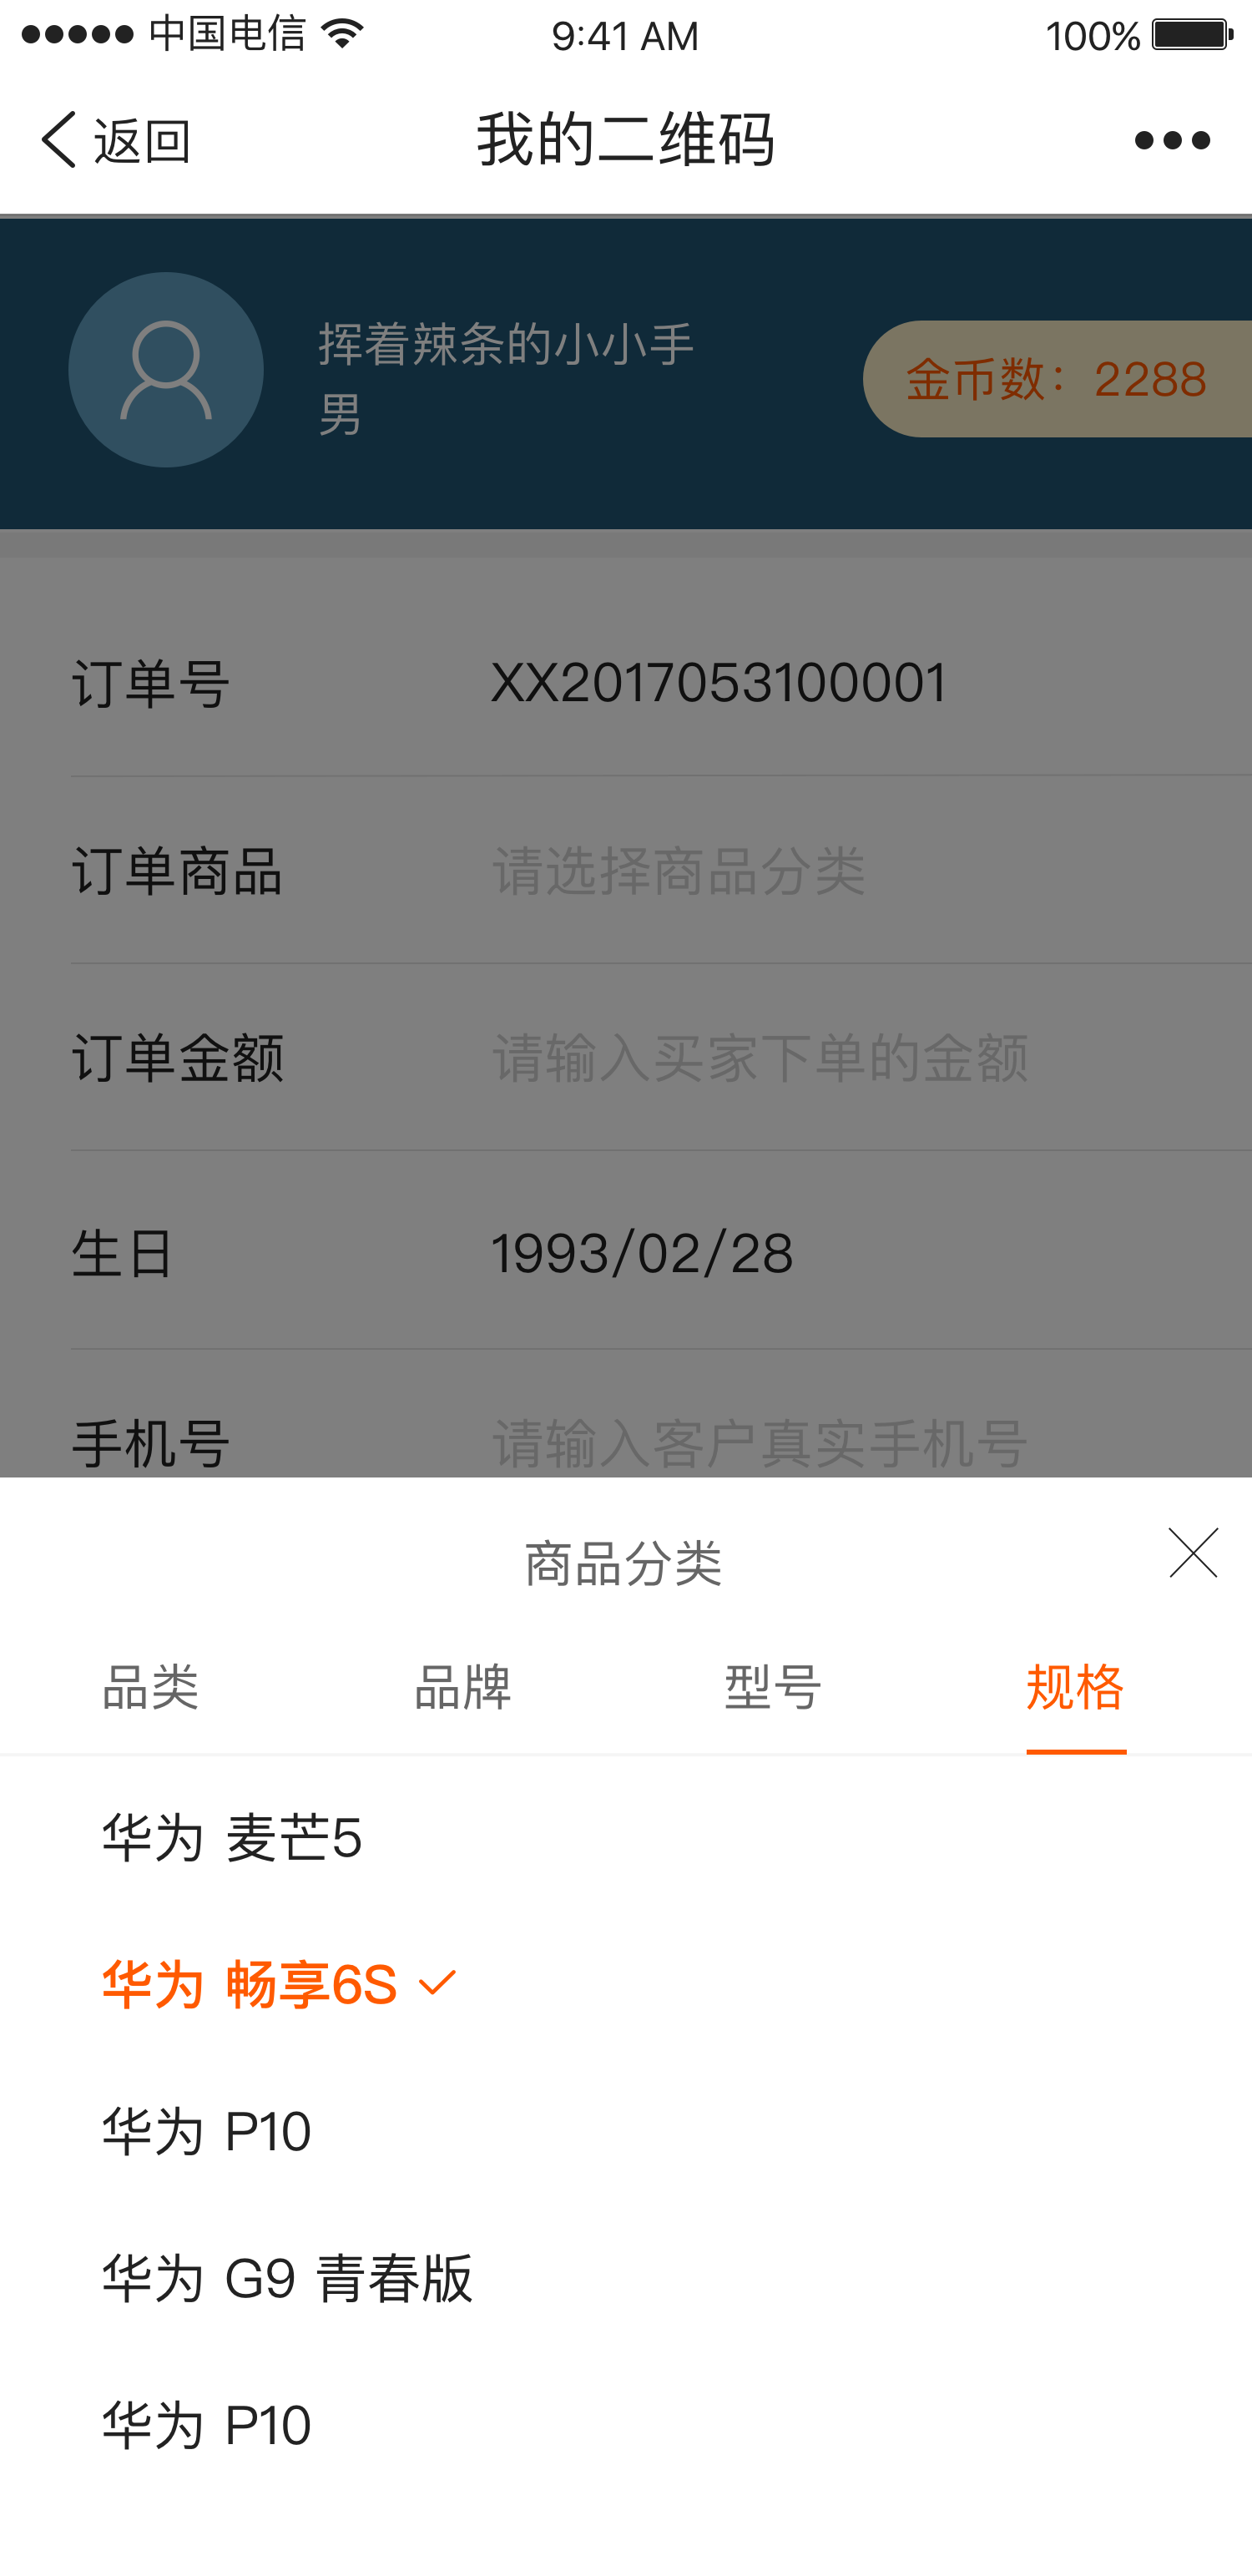 中国电信 9:41 AM 100%
返回 我的二维码
挥着辣条的小小手
男
金币数：2288
订单号 XX2017053100001
订单商品 请选择商品分类
订单金额 请输入买家下单的金额
生日 1993/02/28
手机号 请输入客户真实手机号
商品分类
品类 品牌 型号 规格
华为 麦芒5
华为 畅享6S
华为 P10
华为 G9 青春版
华为 P10